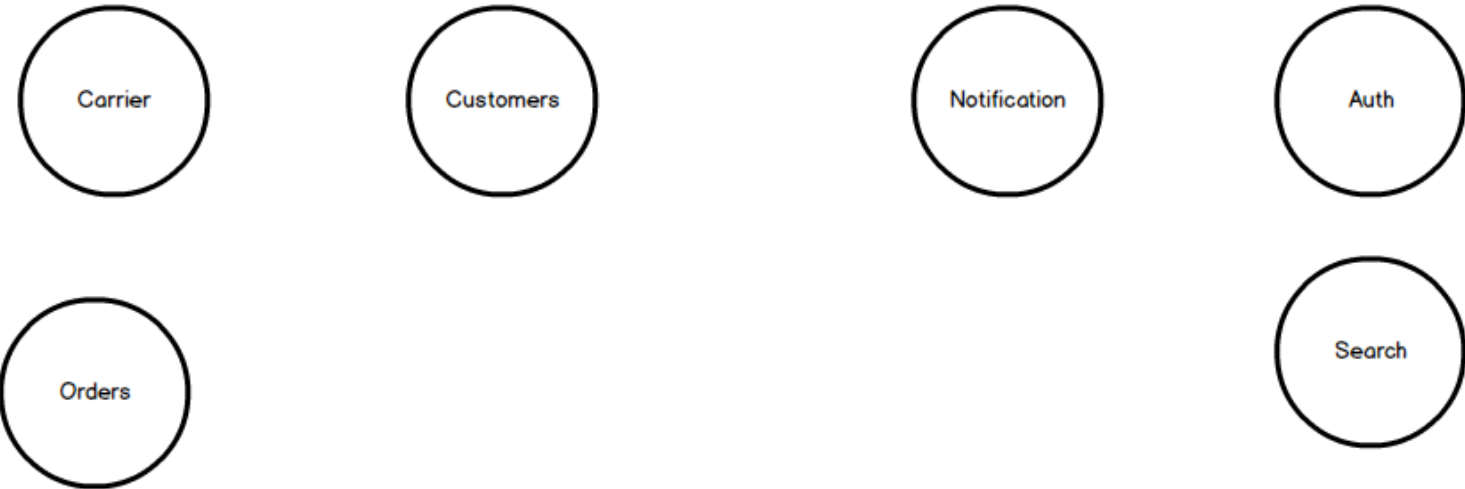 Carrier
Customers
Notification
Auth
Search
Orders